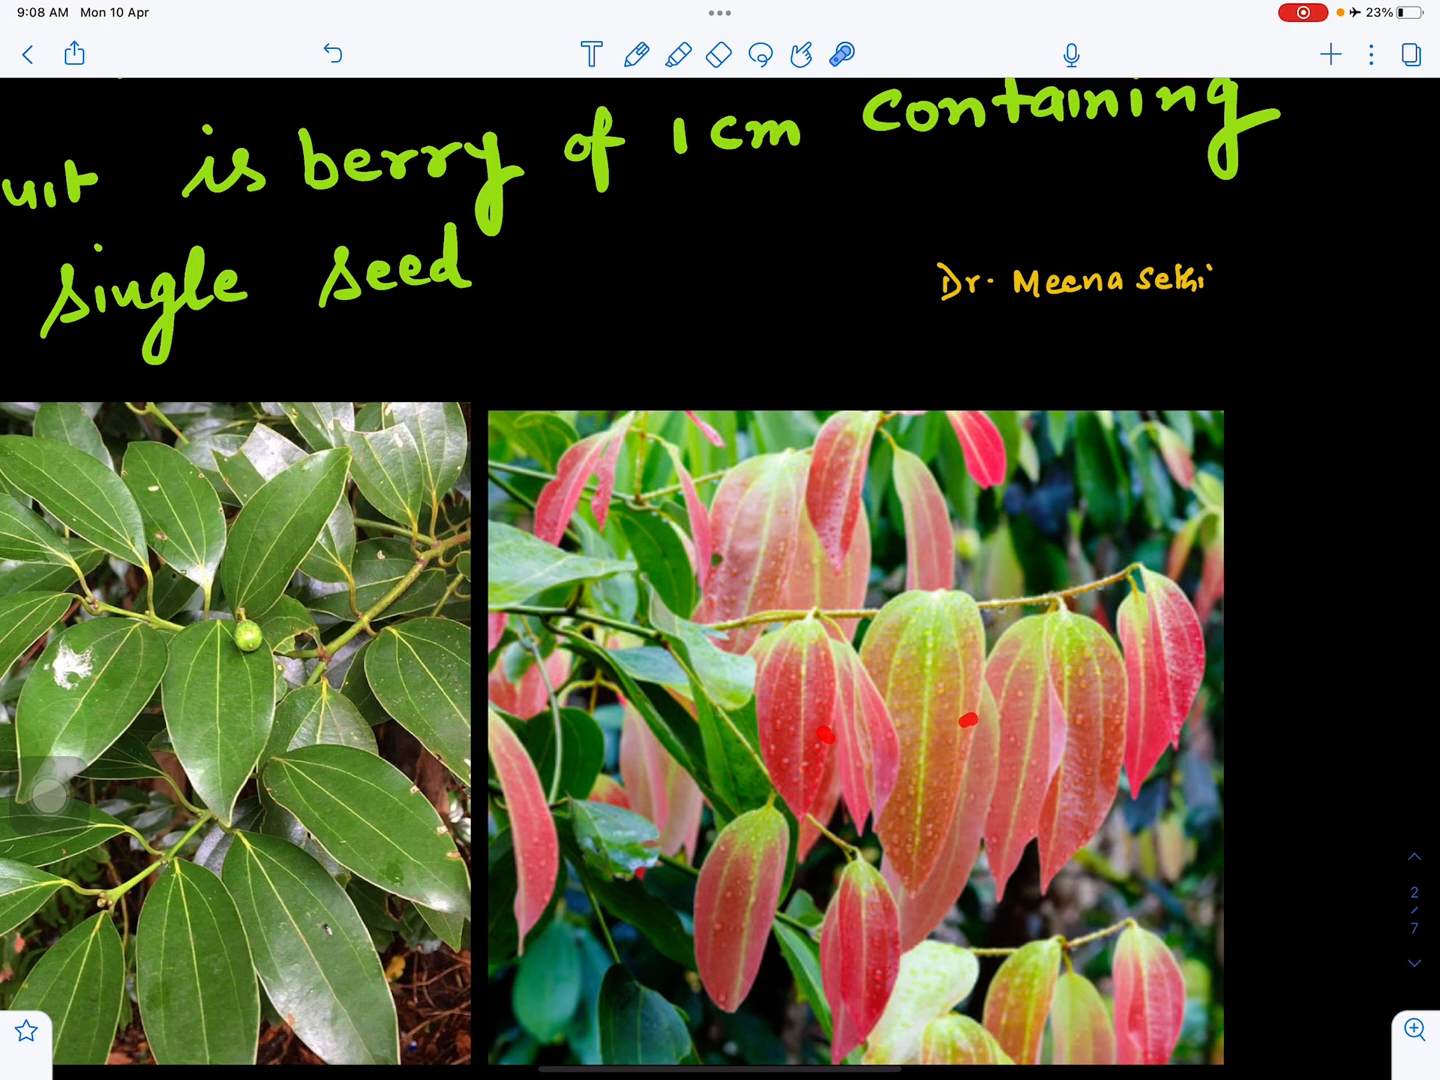 9:08 AM Mon 10 Apr
23%
T
uit is berry of 1 cm containing
single seed
Dr. Meena Sethi
2
/
7